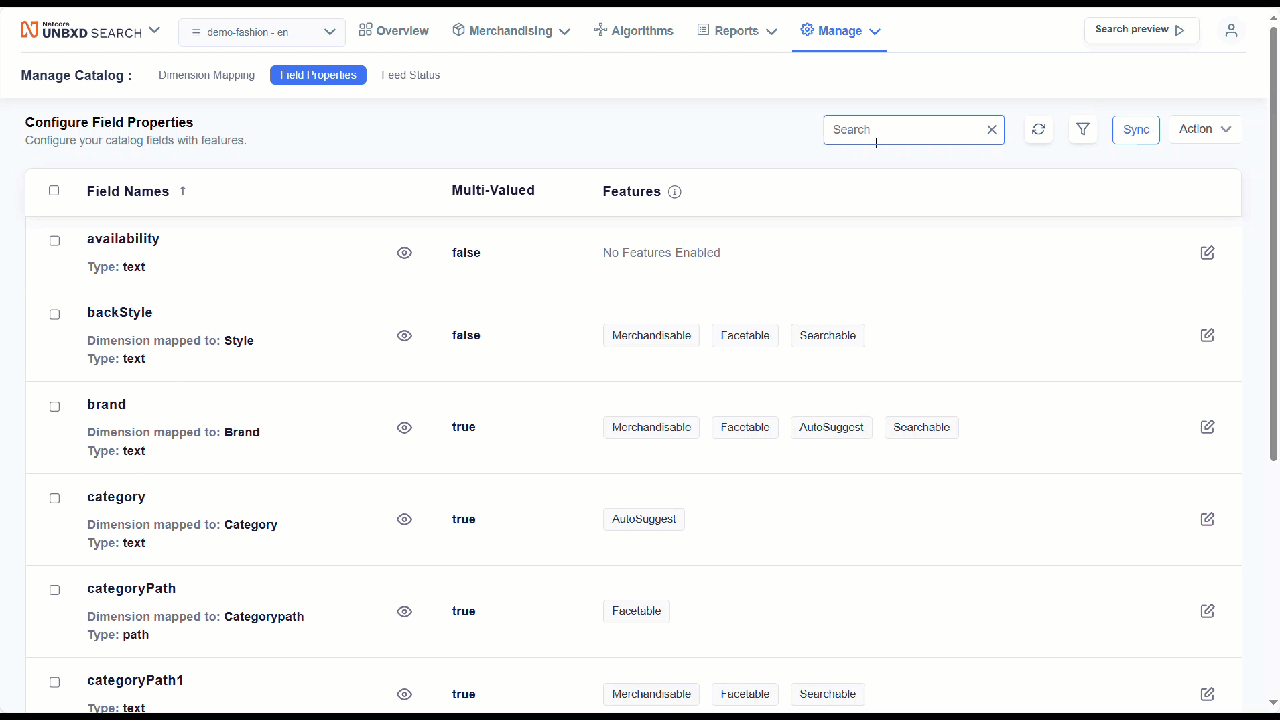 Netcore
UNBXD SEARCH
demo-fashion - en
Overview
Merchandising
Algorithms
Reports
Manage
Search preview
Manage Catalog :
Dimension Mapping
Field Properties
Feed Status
Configure Field Properties
Configure your catalog fields with features.
Search
Sync
Action
Field Names ↑
Multi-Valued
Features
availability
Type: text
false
No Features Enabled
backStyle
Dimension mapped to: Style
Type: text
false
Merchandisable
Facetable
Searchable
brand
Dimension mapped to: Brand
Type: text
true
Merchandisable
Facetable
AutoSuggest
Searchable
category
Dimension mapped to: Category
Type: text
true
AutoSuggest
categoryPath
Dimension mapped to: Categorypath
Type: path
true
Facetable
categoryPath1
Type: text
true
Merchandisable
Facetable
Searchable